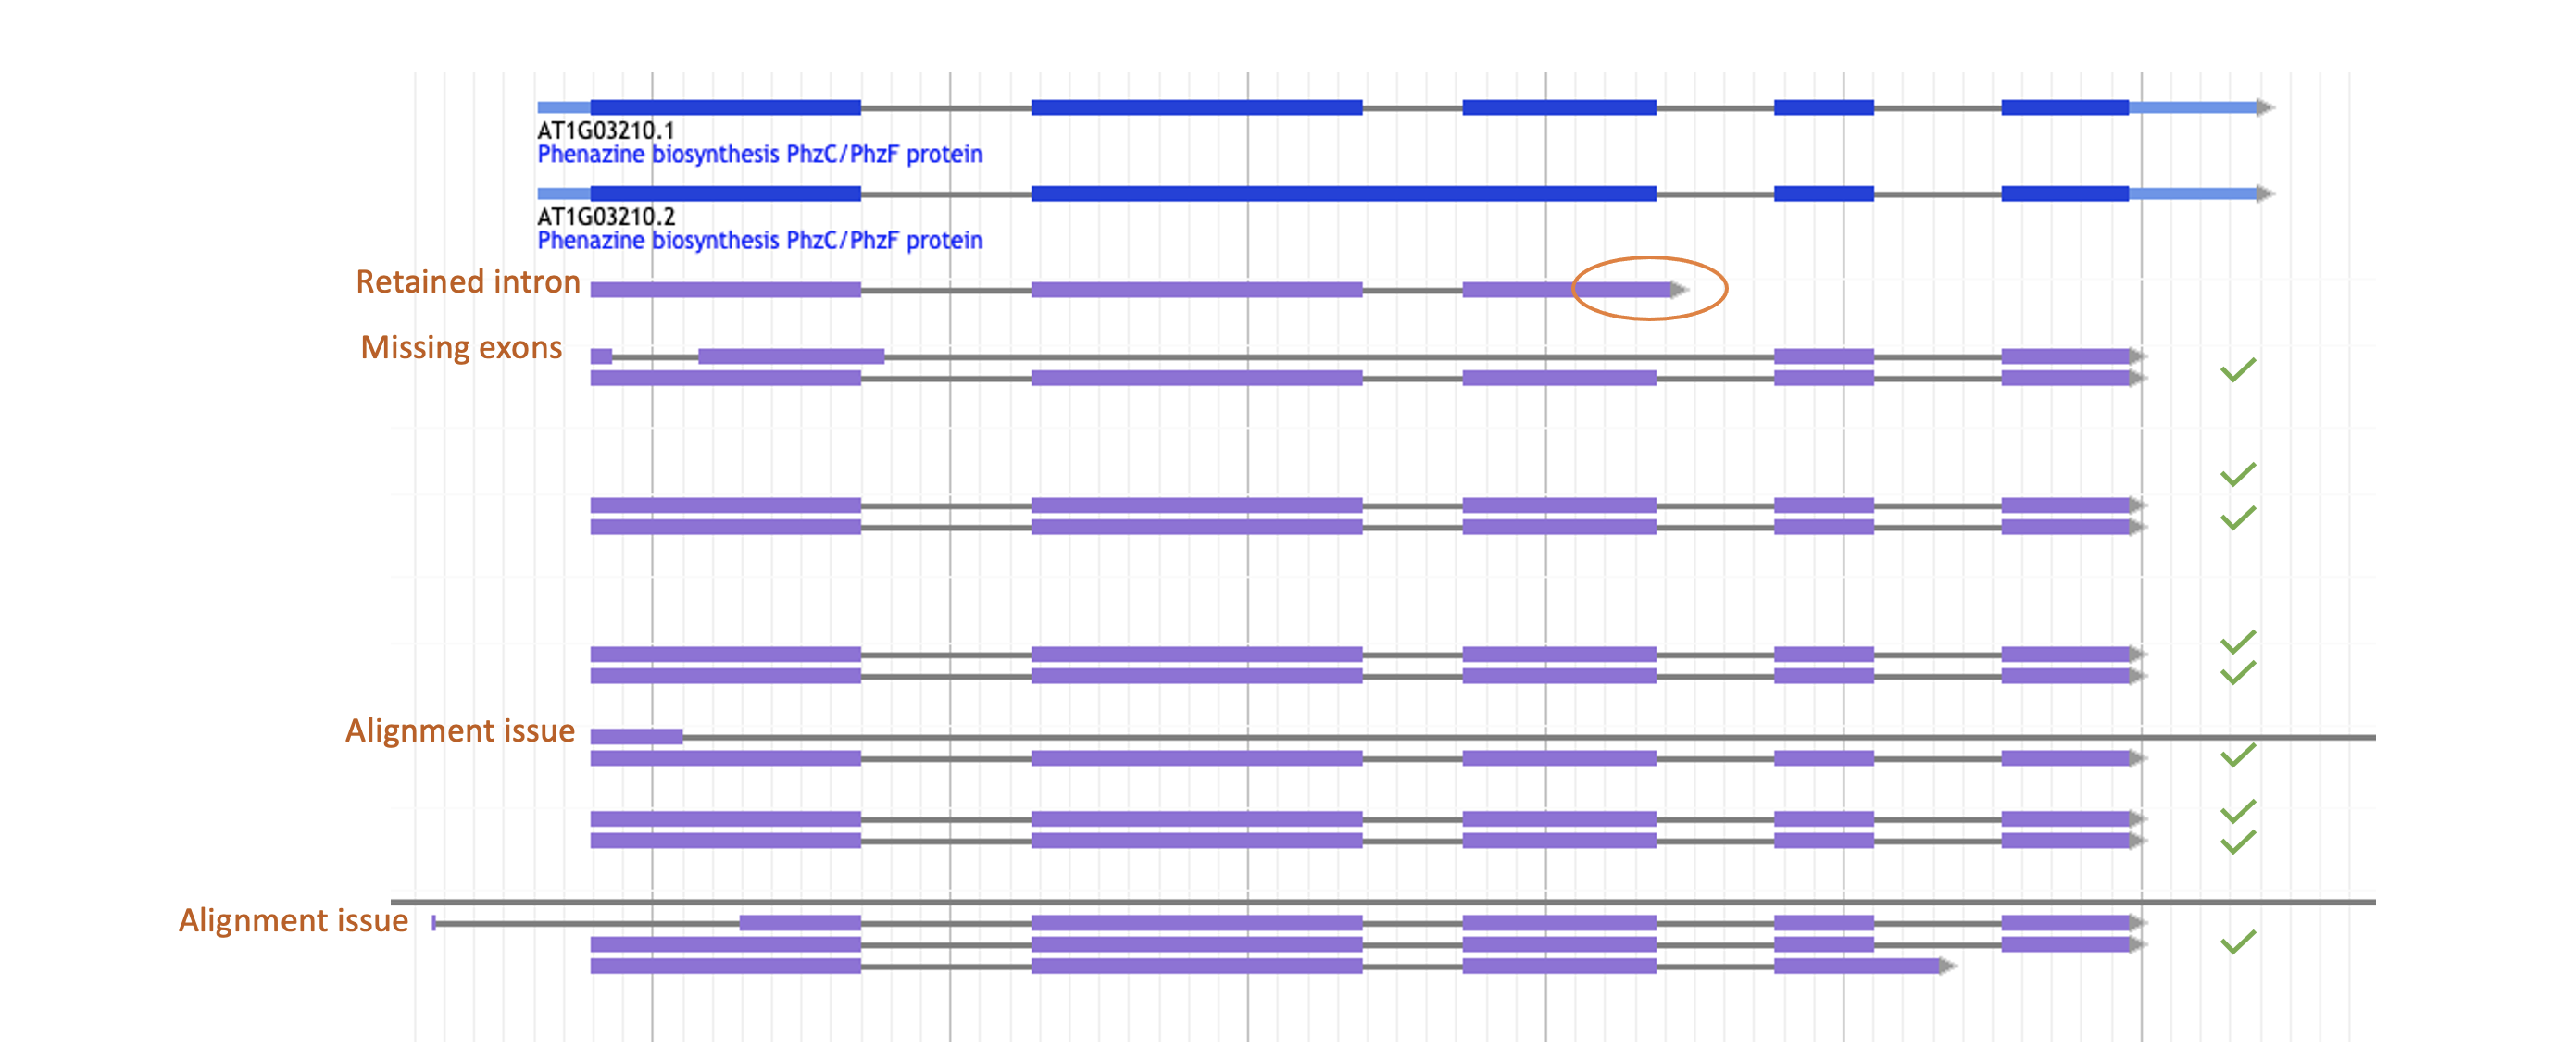 AT1G03210.1
Phenazine biosynthesis PhzC/PhzF protein
AT1G03210.2
Phenazine biosynthesis PhzC/PhzF protein
Retained intron
Missing exons
Alignment issue
Alignment issue